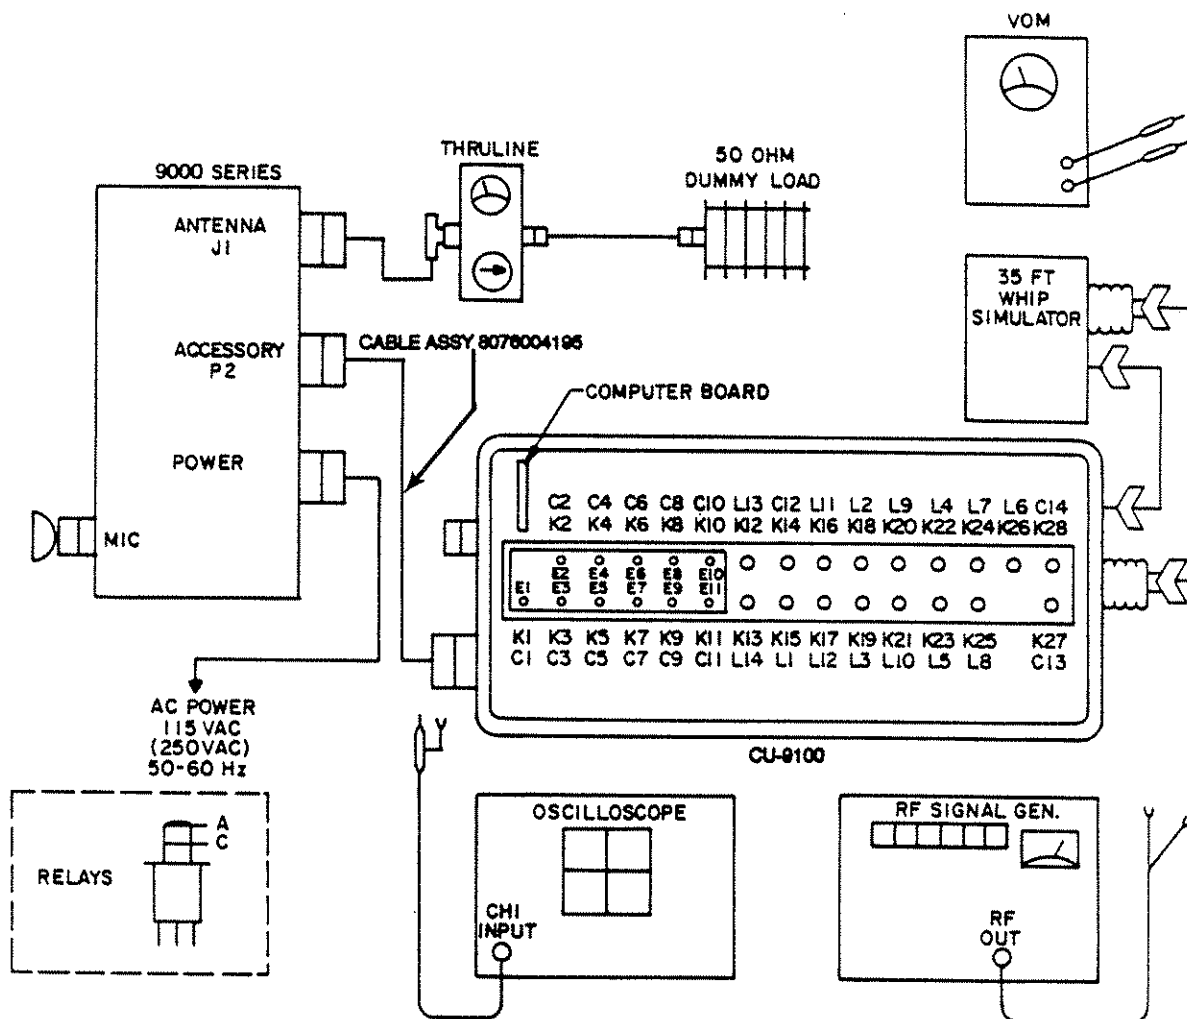 VOM
THRULINE
50 OHM
DUMMY LOAD
9000 SERIES
ANTENNA
J1
ACCESSORY
P2
POWER
MIC
CABLE ASSY 8076004195
COMPUTER BOARD
35 FT
WHIP
SIMULATOR
C2 C4 C6 C8 C10 L13 C12 L11 L2 L9 L4 L7 L6 C14
K2 K4 K6 K8 K10 K12 K14 K16 K18 K20 K22 K24 K26 K28
E2 E4 E6 E8 E10
E1 E3 E5 E7 E9 E11
K1 K3 K5 K7 K9 K11 K13 K15 K17 K19 K21 K23 K25 K27
C1 C3 C5 C7 C9 C11 L14 L1 L12 L3 L10 L5 L8 C13
CU-9100
AC POWER
115 VAC
(250VAC)
50-60 Hz
RELAYS
A
C
OSCILLOSCOPE
CH1
INPUT
RF SIGNAL GEN.
RF
OUT